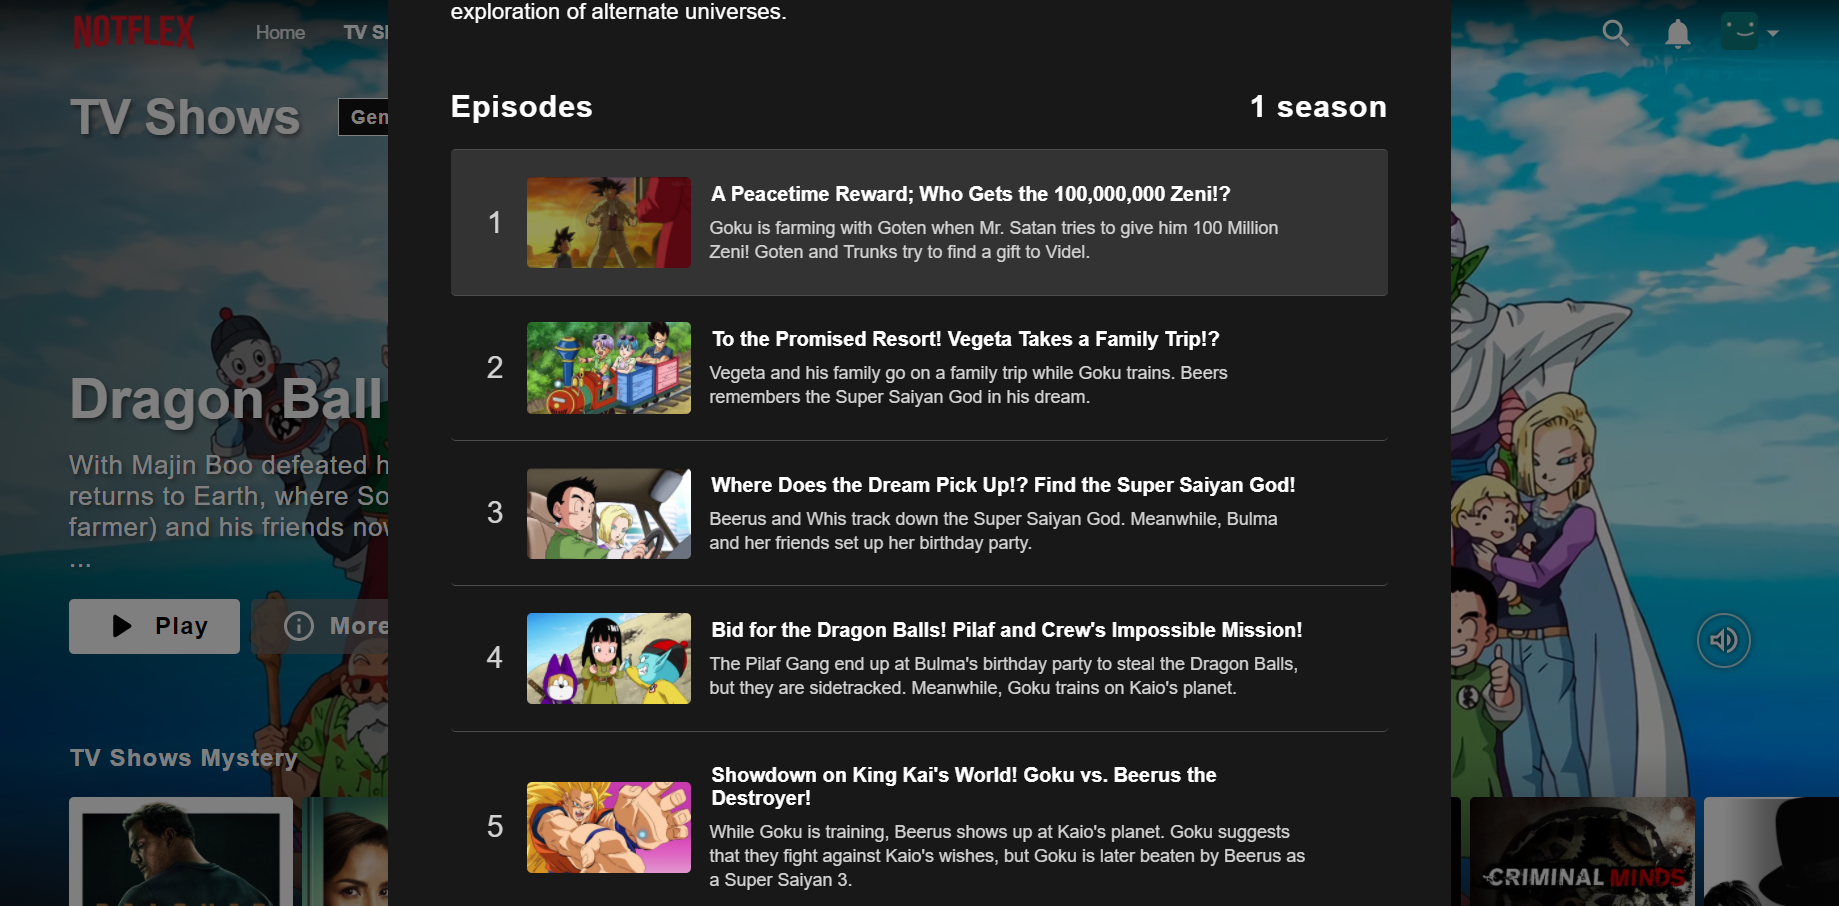 exploration of alternate universes.
NOTFLEX
Home
TV Sh
TV Shows
Gen
Episodes
1 season
1
A Peacetime Reward; Who Gets the 100,000,000 Zeni!?
Goku is farming with Goten when Mr. Satan tries to give him 100 Million
Zeni! Goten and Trunks try to find a gift to Videl.
2
To the Promised Resort! Vegeta Takes a Family Trip!?
Vegeta and his family go on a family trip while Goku trains. Beers
remembers the Super Saiyan God in his dream.
3
Where Does the Dream Pick Up!? Find the Super Saiyan God!
Beerus and Whis track down the Super Saiyan God. Meanwhile, Bulma
and her friends set up her birthday party.
4
Bid for the Dragon Balls! Pilaf and Crew's Impossible Mission!
The Pilaf Gang end up at Bulma's birthday party to steal the Dragon Balls,
but they are sidetracked. Meanwhile, Goku trains on Kaio's planet.
5
Showdown on King Kai's World! Goku vs. Beerus the
Destroyer!
While Goku is training, Beerus shows up at Kaio's planet. Goku suggests
that they fight against Kaio's wishes, but Goku is later beaten by Beerus as
a Super Saiyan 3.
Dragon Ball
With Majin Boo defeated h
returns to Earth, where So
farmer) and his friends now
...
Play
More
TV Shows Mystery
CRIMINAL MINDS